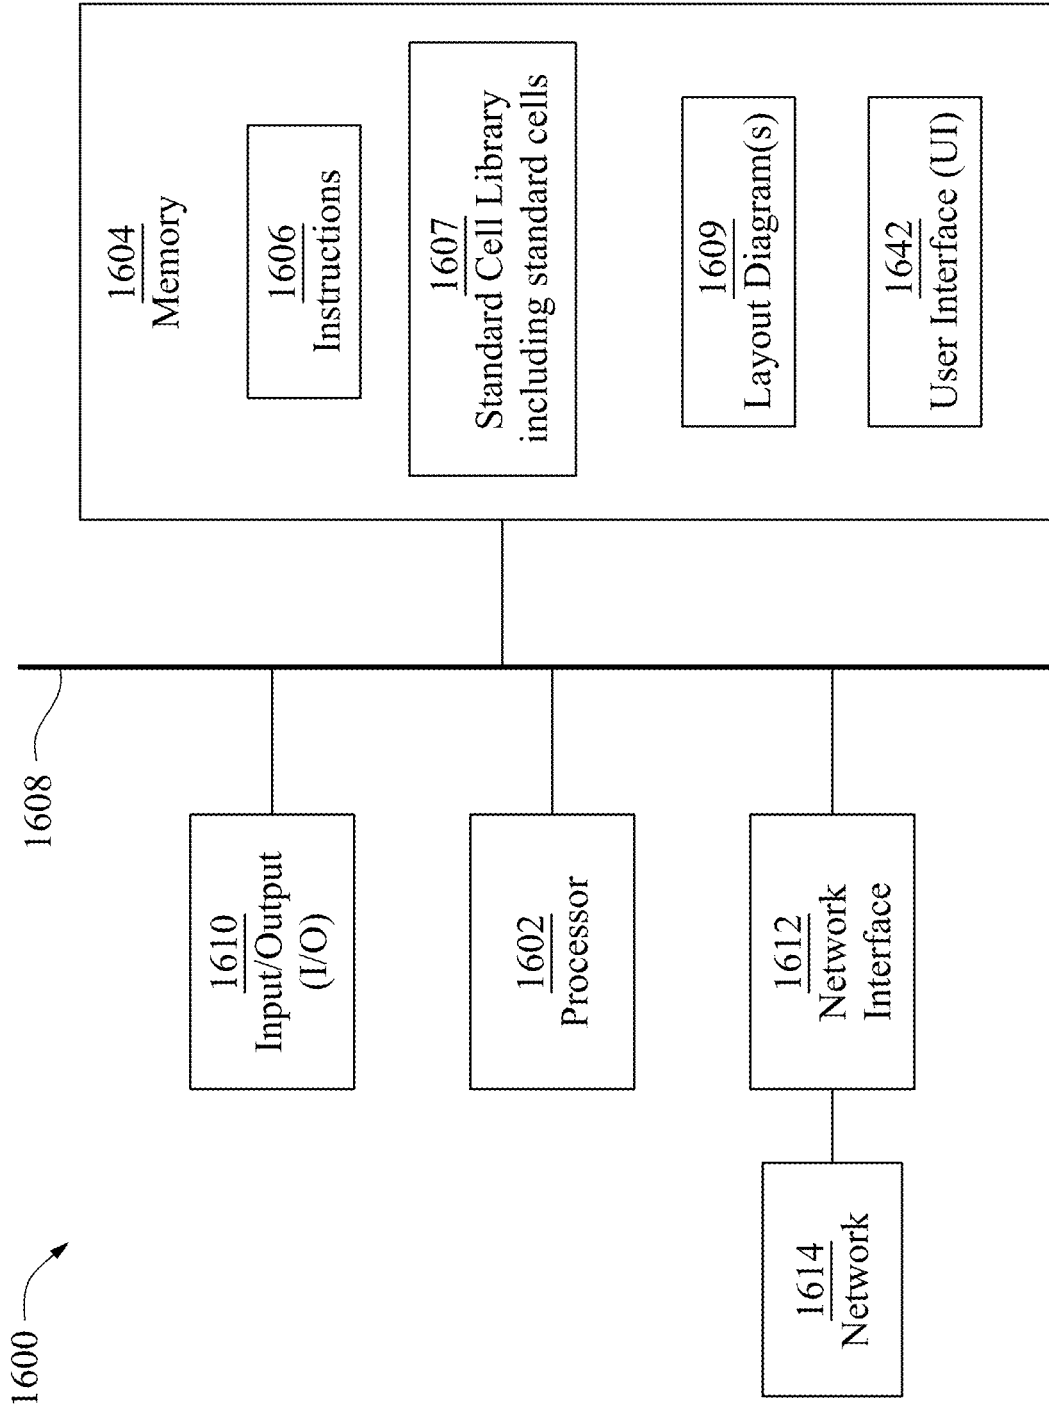 1600
1608
1610
Input/Output
(I/O)
1602
Processor
1612
Network
Interface
1614
Network
1604
Memory
1606
Instructions
1607
Standard Cell Library
including standard cells
1609
Layout Diagram(s)
1642
User Interface (UI)